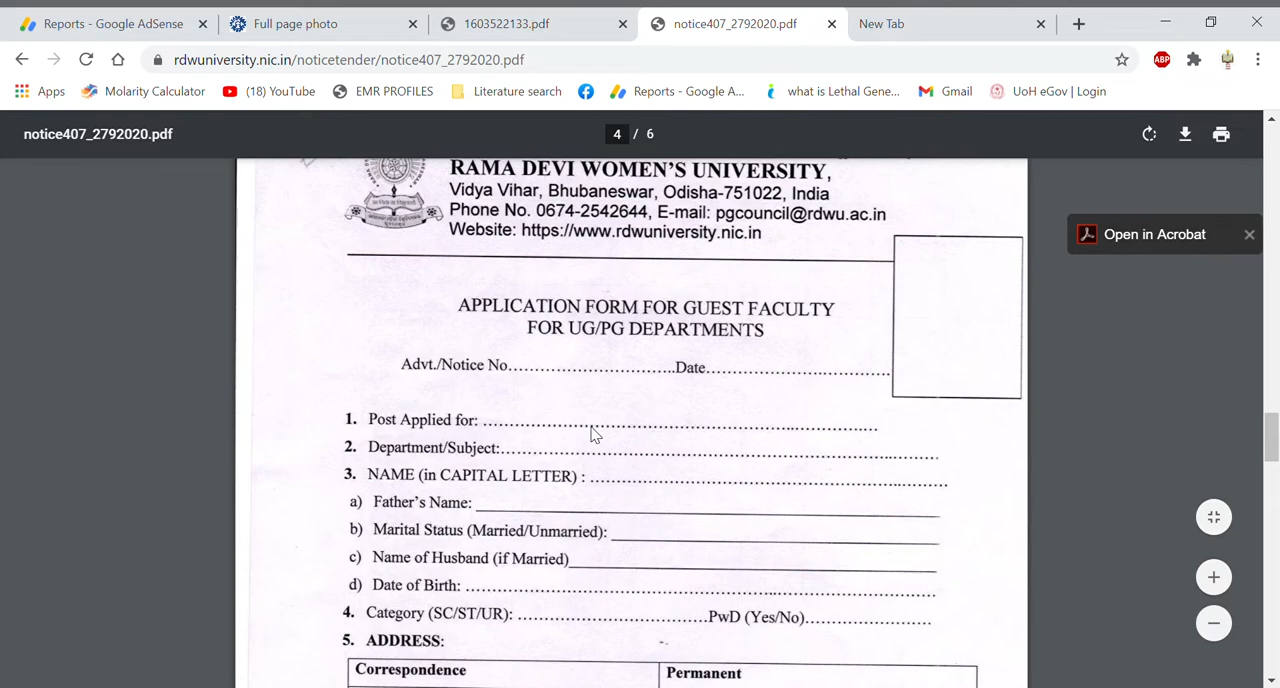 Reports - Google AdSense
Full page photo
1603522133.pdf
notice407_2792020.pdf
New Tab
rdwuniversity.nic.in/noticetender/notice407_2792020.pdf
ABP
Apps
Molarity Calculator
(18) YouTube
EMR PROFILES
Literature search
Reports - Google A...
what is Lethal Gene...
Gmail
UoH eGov | Login
notice407_2792020.pdf
4 / 6
Open in Acrobat
RAMA DEVI WOMEN'S UNIVERSITY,
Vidya Vihar, Bhubaneswar, Odisha-751022, India
Phone No. 0674-2542644, E-mail: pgcouncil@rdwu.ac.in
Website: https://www.rdwuniversity.nic.in
APPLICATION FORM FOR GUEST FACULTY
FOR UG/PG DEPARTMENTS
Advt./Notice No..................................Date......................................
1. Post Applied for: ................................................................................
2. Department/Subject:................................................................................
3. NAME (in CAPITAL LETTER) : ......................................................................
a) Father's Name: ____________________
b) Marital Status (Married/Unmarried): ____________________
c) Name of Husband (if Married)____________________
d) Date of Birth: ................................................................................
4. Category (SC/ST/UR): .......................................PwD (Yes/No)..........................
5. ADDRESS:
Correspondence
Permanent